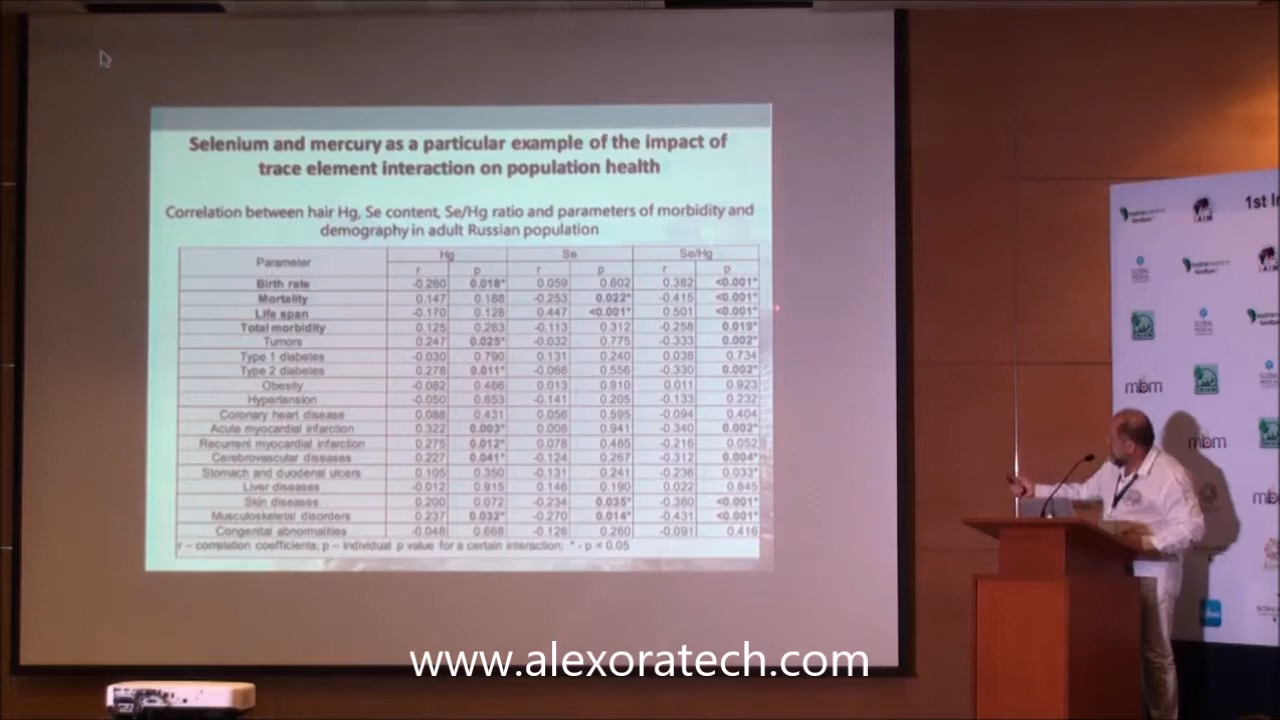 Selenium and mercury as a particular example of the impact of
trace element interaction on population health
Correlation between hair Hg, Se content, Se/Hg ratio and parameters of morbidity and
demography in adult Russian population
Parameter Hg Se Se/Hg
r p r p r p
Birth rate -0.260 0.018* 0.059 0.602 0.382 <0.001*
Mortality 0.147 0.188 -0.253 0.022* -0.415 <0.001*
Life span -0.170 0.128 0.447 <0.001* 0.501 <0.001*
Total morbidity 0.125 0.263 -0.113 0.312 -0.258 0.019*
Tumors 0.247 0.025* -0.032 0.775 -0.333 0.002*
Type 1 diabetes -0.030 0.790 0.131 0.240 0.038 0.734
Type 2 diabetes 0.278 0.011* -0.066 0.556 -0.330 0.002*
Obesity -0.082 0.466 0.013 0.910 0.011 0.923
Hypertension -0.050 0.653 -0.141 0.205 -0.133 0.232
Coronary heart disease 0.088 0.431 0.056 0.595 -0.094 0.404
Acute myocardial infarction 0.322 0.003* 0.008 0.941 -0.340 0.002*
Recurrent myocardial infarction 0.275 0.012* 0.078 0.485 -0.216 0.052
Cerebrovascular diseases 0.227 0.041* -0.124 0.267 -0.312 0.004*
Stomach and duodenal ulcers 0.105 0.350 -0.131 0.241 -0.236 0.033*
Liver diseases -0.012 0.915 0.146 0.190 0.022 0.845
Skin diseases 0.200 0.072 -0.234 0.035* -0.380 <0.001*
Musculoskeletal disorders 0.237 0.032* -0.270 0.014* -0.431 <0.001*
Congenital abnormalities -0.048 0.668 -0.126 0.260 -0.091 0.416
r – correlation coefficients; p – individual p value for a certain interaction; * - p < 0.05
1st In
IAIM
GLOBAL
MEDICAL
mbm
mbm
www.alexoratech.com